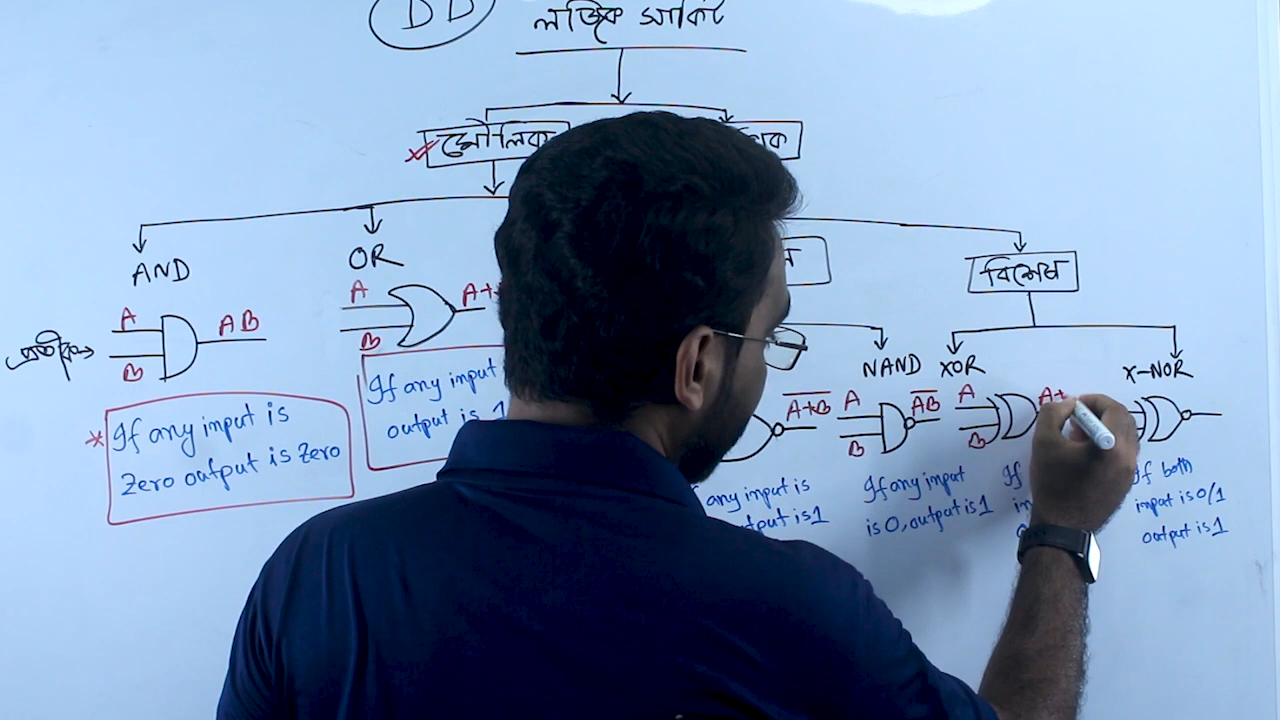 DD
লজিক সার্কিট
মৌলিক
AND
OR
বিশেষ
NAND
XOR
X-NOR
প্রতীক
A
B
AB
A
B
A+
If any input is
Zero output is Zero
If any input
output is 1
A+B̅
A
B
A̅B̅
A
B
A+
any input is
output is 1
If any input
is 0, output is 1
If
If both
input is 0/1
output is 1